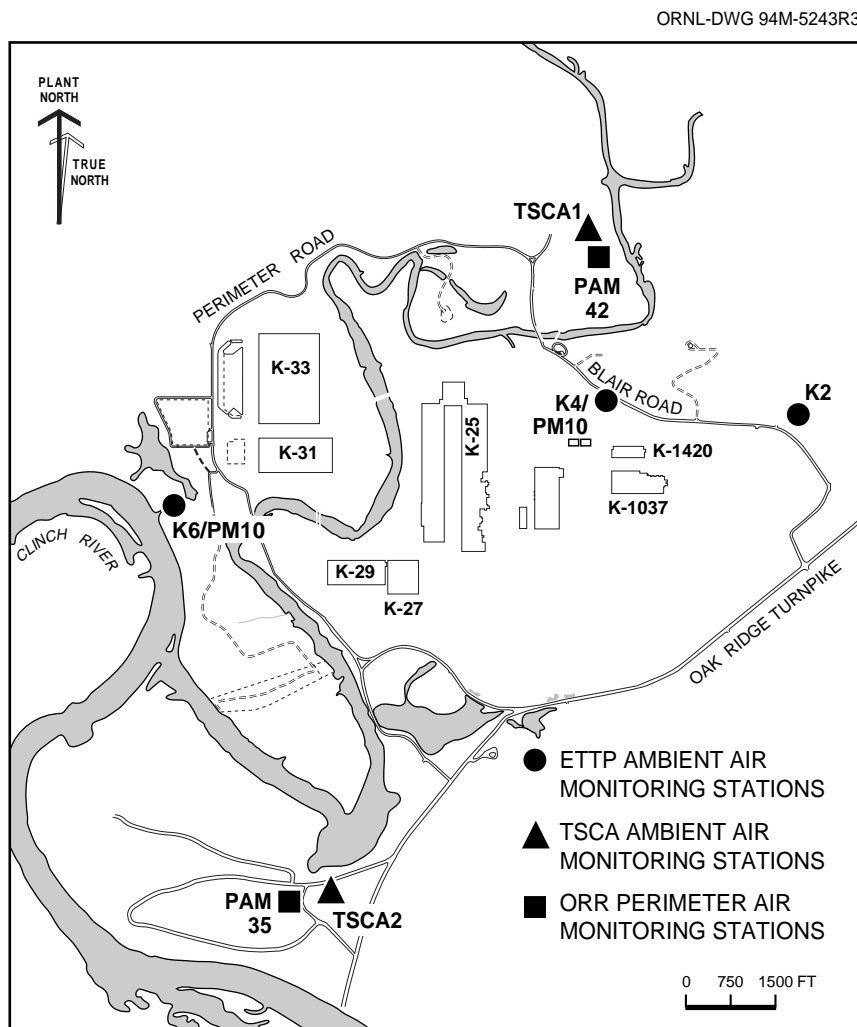 ORNL-DWG 94M-5243R3
PLANT
NORTH
TRUE
NORTH
TSCA1
PERIMETER ROAD
PAM
42
K-33
BLAIR ROAD
K2
K4/
PM10
K-25
K-31
K-1420
K-1037
K6/PM10
CLINCH RIVER
K-29
K-27
OAK RIDGE TURNPIKE
ETTP AMBIENT AIR
MONITORING STATIONS
TSCA AMBIENT AIR
MONITORING STATIONS
PAM
35
TSCA2
ORR PERIMETER AIR
MONITORING STATIONS
0 750 1500 FT